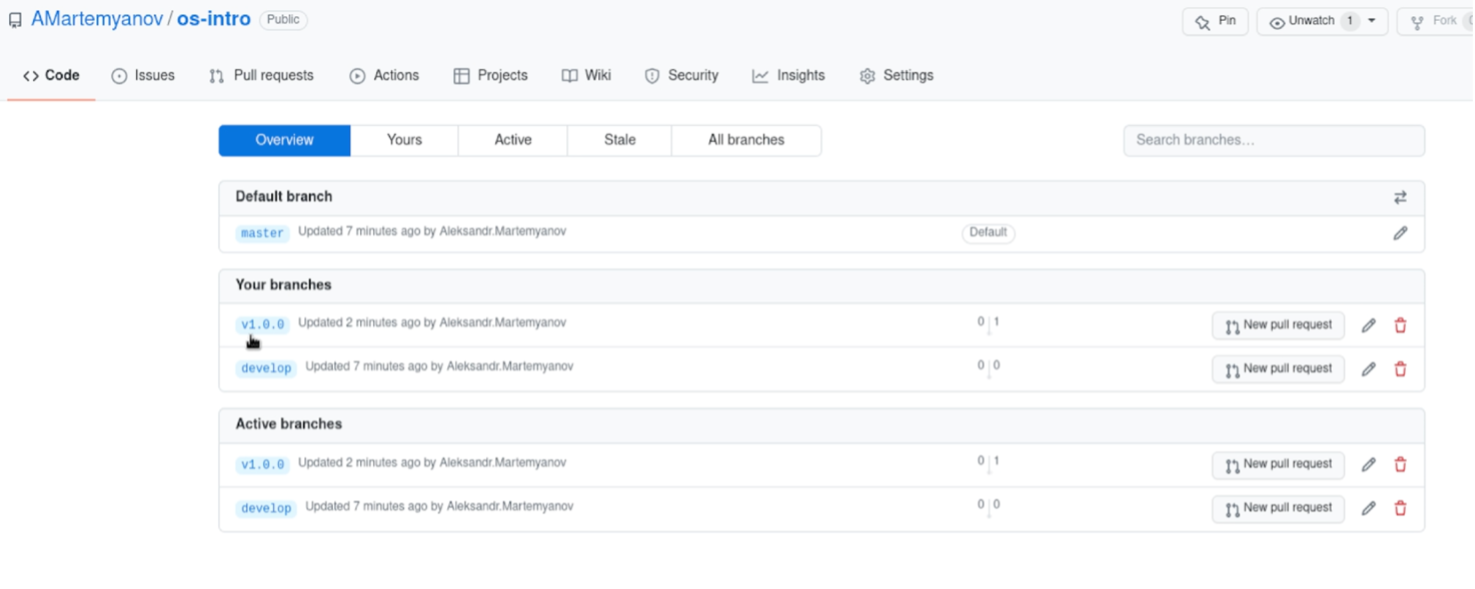 AMartemyanov / os-intro Public Pin Unwatch 1 Fork
Code Issues Pull requests Actions Projects Wiki Security Insights Settings
Overview Yours Active Stale All branches Search branches...
Default branch
master Updated 7 minutes ago by Aleksandr.Martemyanov Default
Your branches
v1.0.0 Updated 2 minutes ago by Aleksandr.Martemyanov 0 | 1 New pull request
develop Updated 7 minutes ago by Aleksandr.Martemyanov 0 | 0 New pull request
Active branches
v1.0.0 Updated 2 minutes ago by Aleksandr.Martemyanov 0 | 1 New pull request
develop Updated 7 minutes ago by Aleksandr.Martemyanov 0 | 0 New pull request